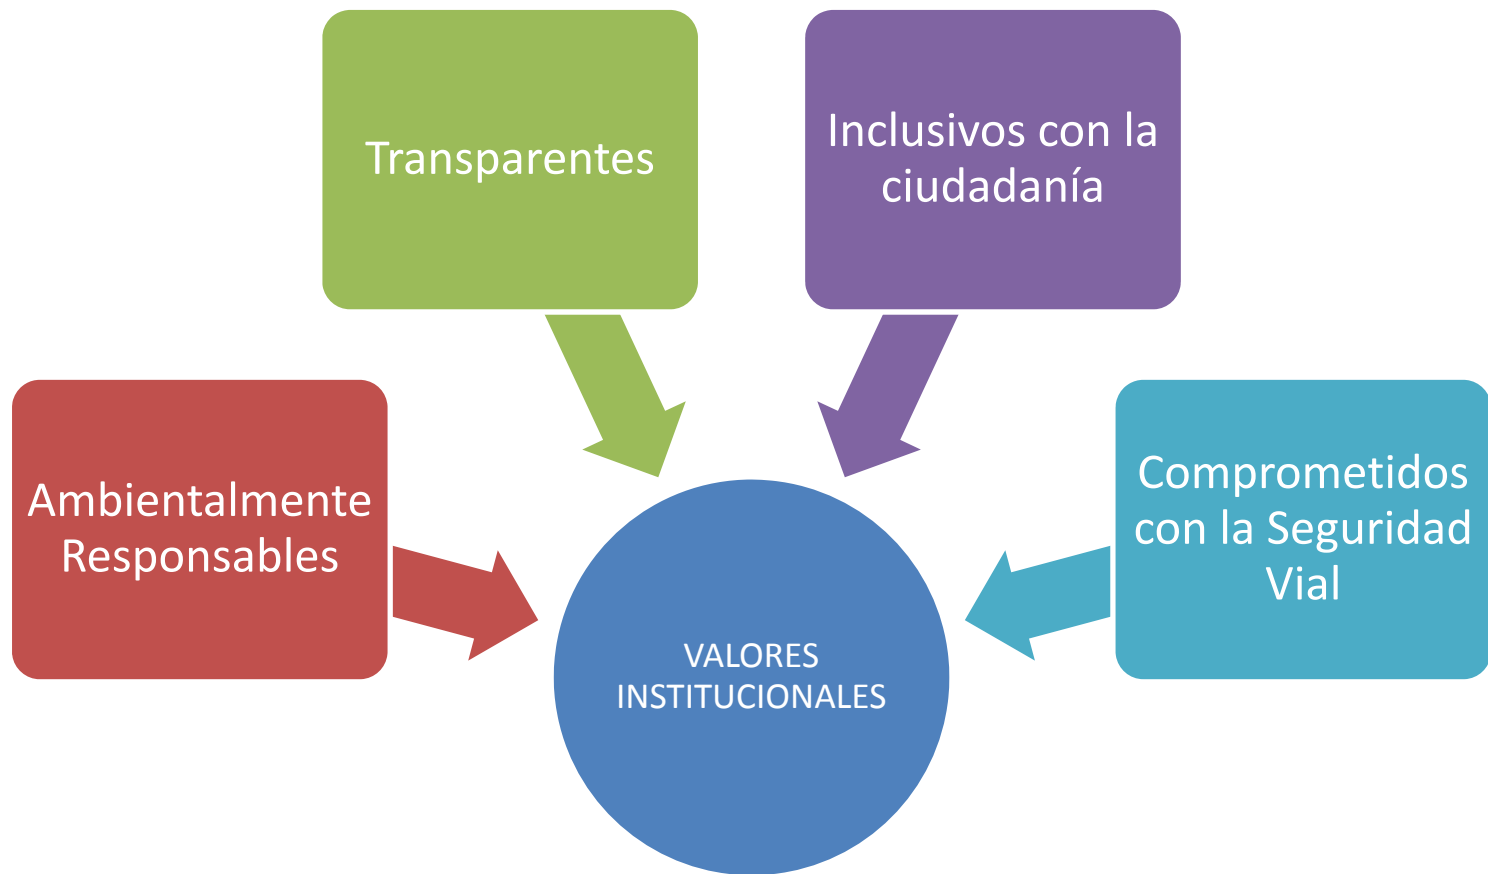 Transparentes
Inclusivos con la
ciudadanía
Ambientalmente
Responsables
Comprometidos
con la Seguridad
Vial
VALORES
INSTITUCIONALES